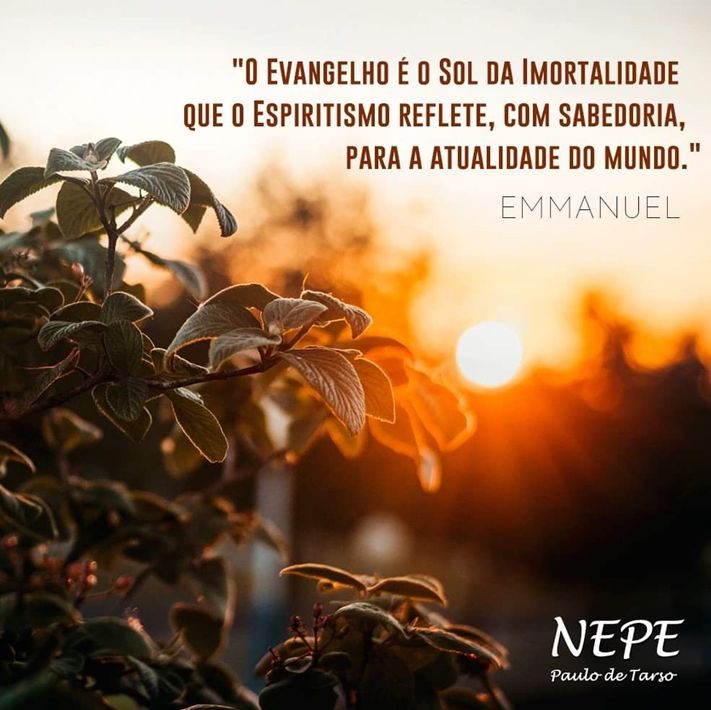 "O Evangelho é o Sol da Imortalidade
que o Espiritismo reflete, com sabedoria,
para a atualidade do mundo."
EMMANUEL
NEPE
Paulo de Tarso